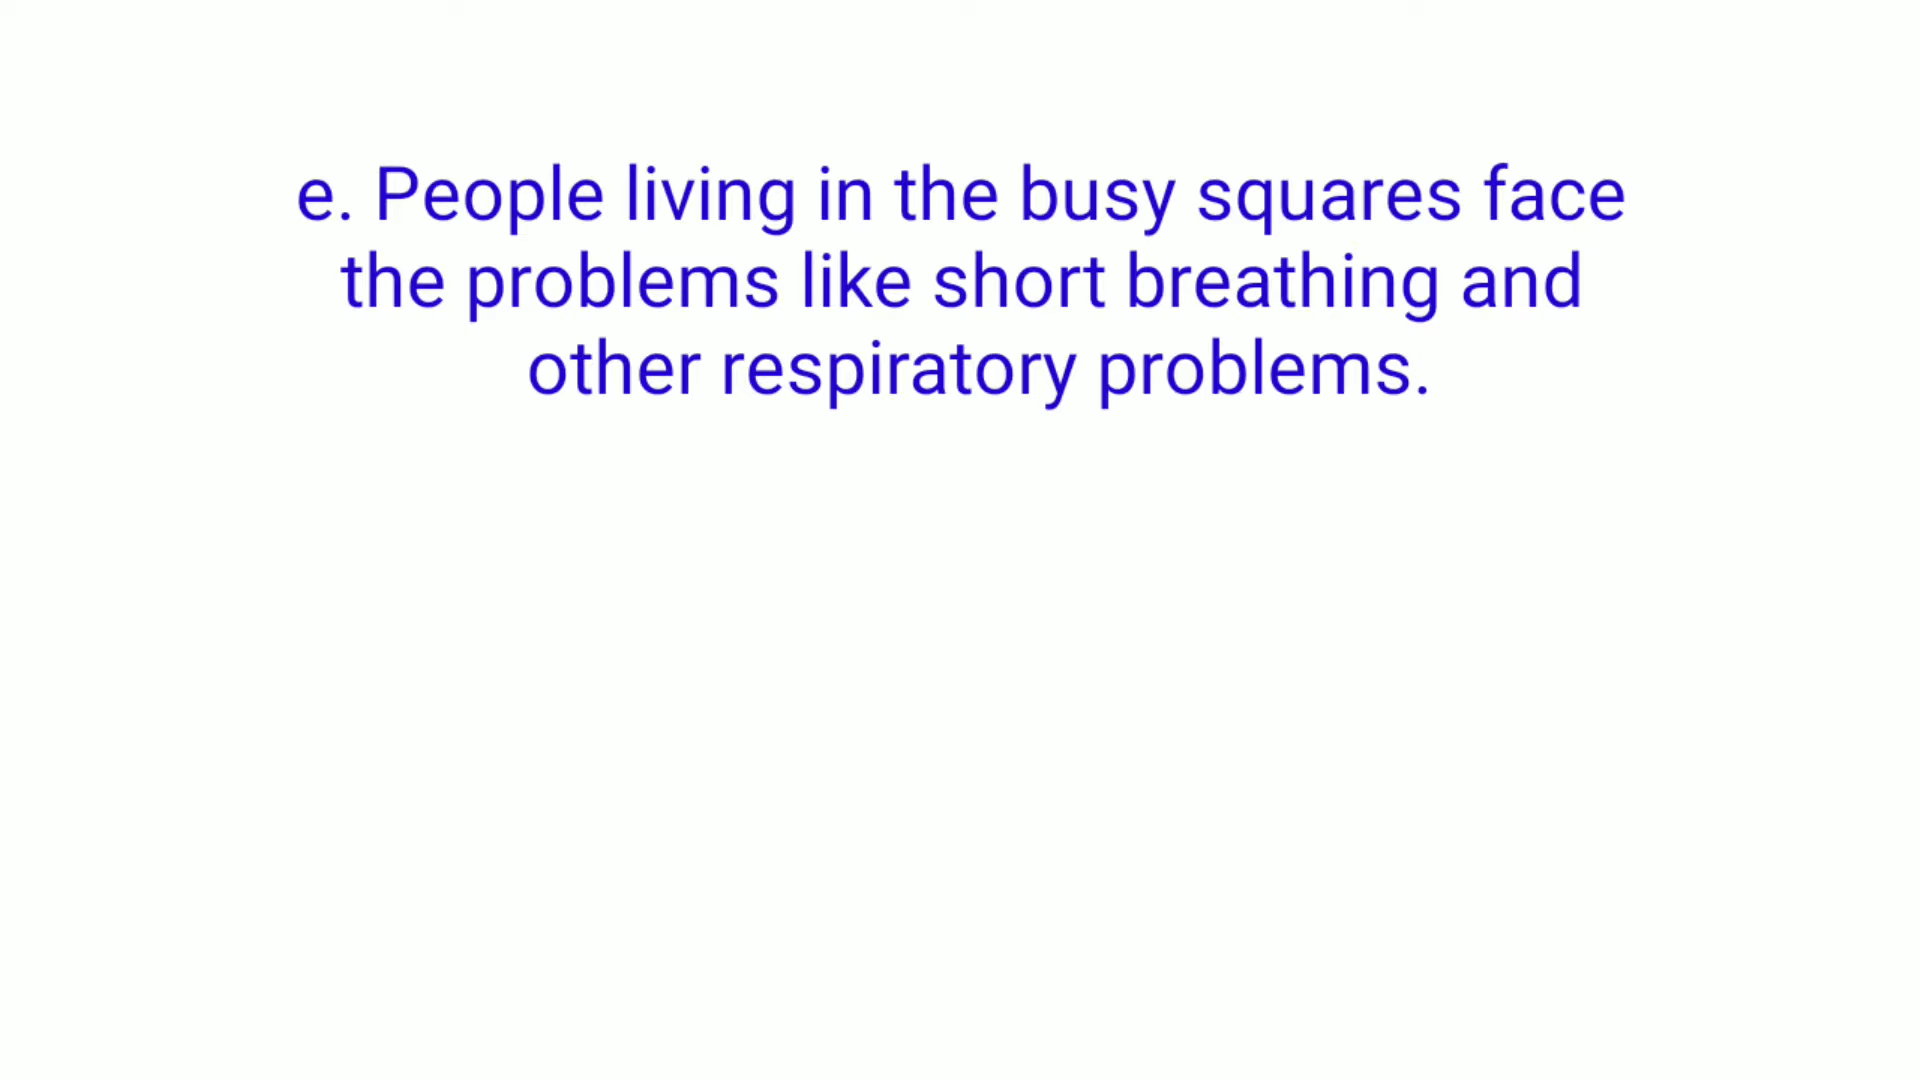 e. People living in the busy squares face
the problems like short breathing and
other respiratory problems.